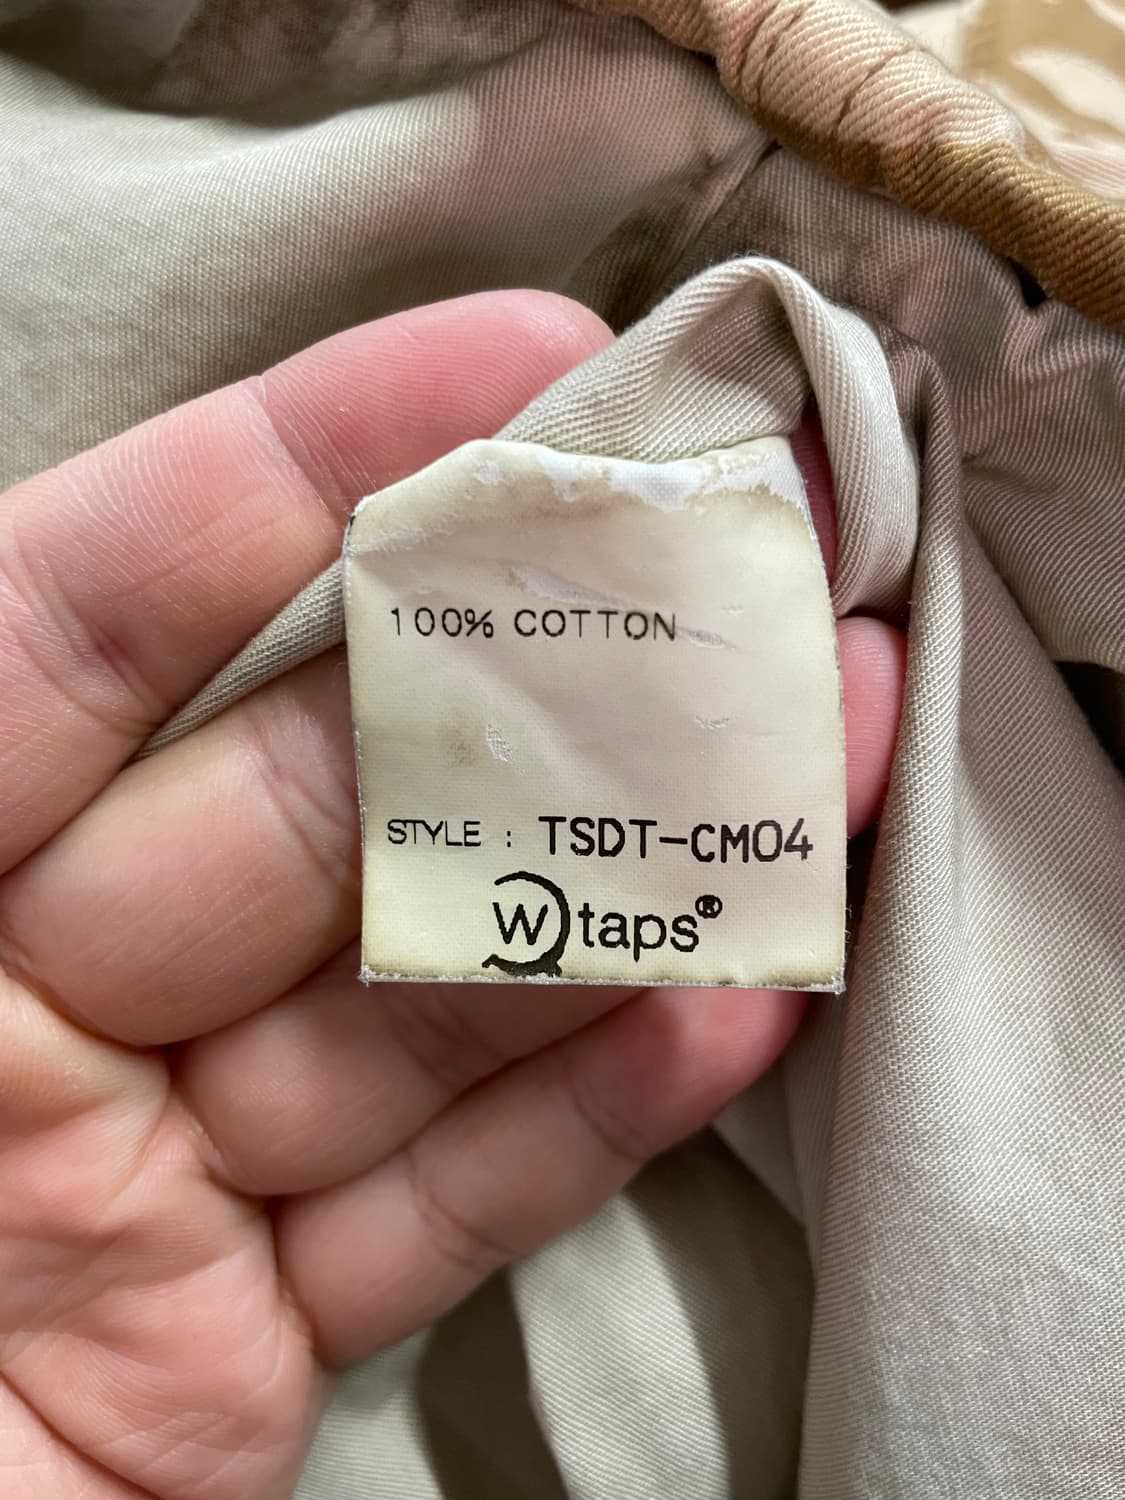 100% COTTON
STYLE : TSDT-CM04
Wtaps®